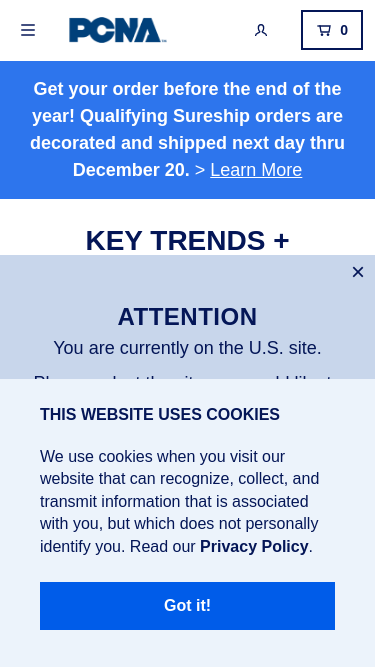 PCNA
0
Get your order before the end of the
year! Qualifying Sureship orders are
decorated and shipped next day thru
December 20. > Learn More
KEY TRENDS +
ATTENTION
You are currently on the U.S. site.
THIS WEBSITE USES COOKIES
We use cookies when you visit our
website that can recognize, collect, and
transmit information that is associated
with you, but which does not personally
identify you. Read our Privacy Policy.
Got it!